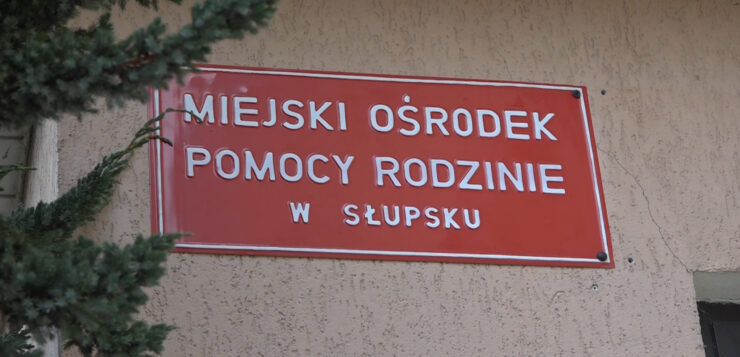 MIEJSKI OŚRODEK
POMOCY RODZINIE
W SŁUPSKU